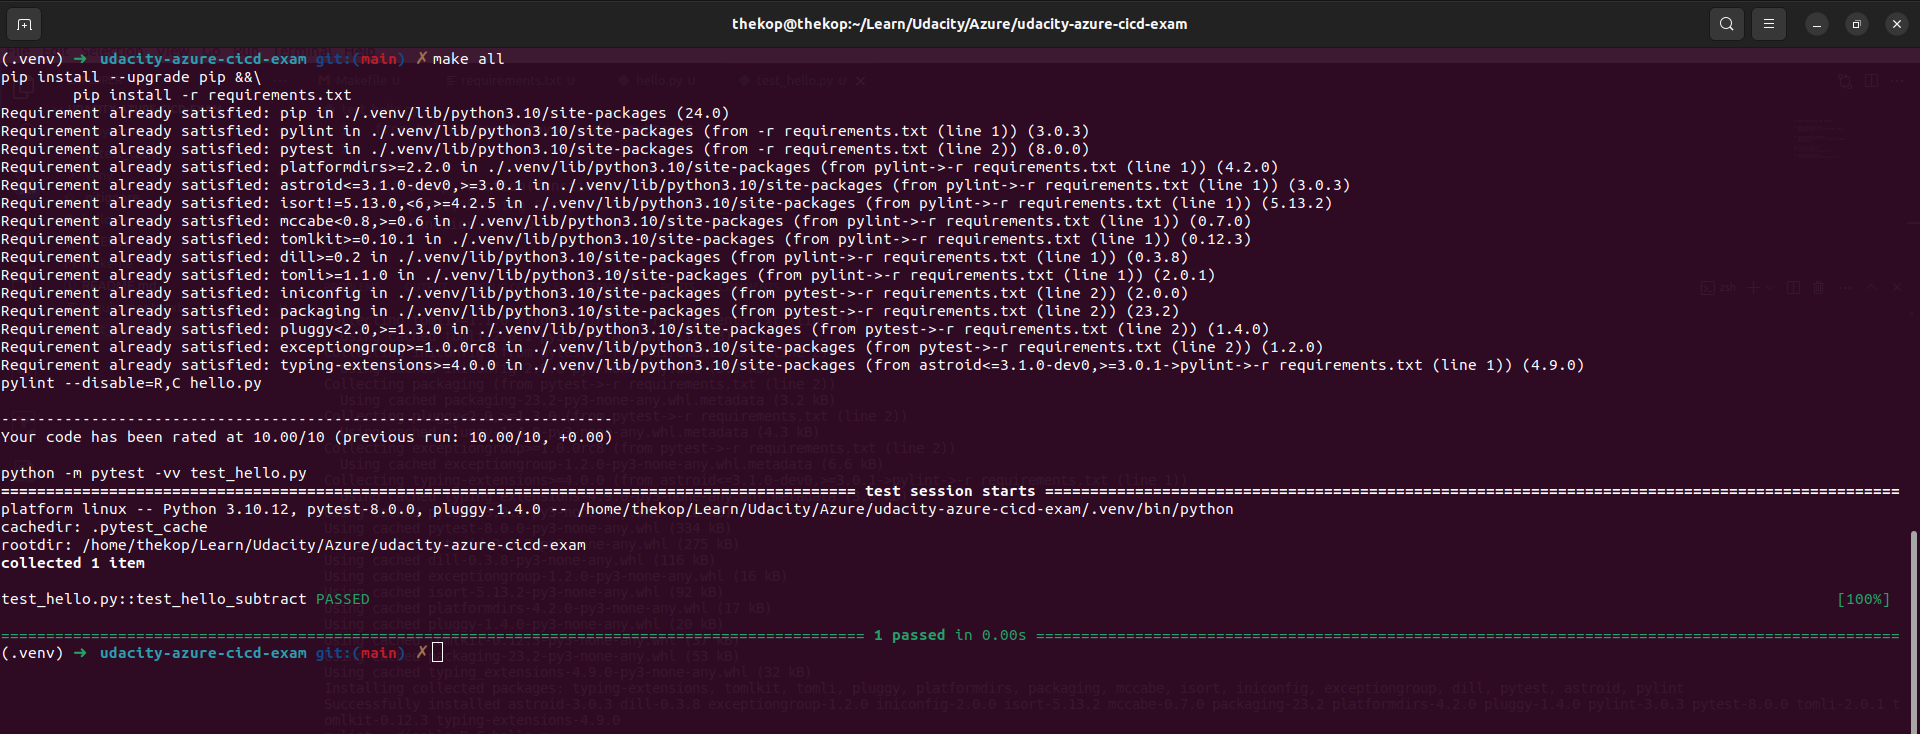 thekop@thekop:~/Learn/Udacity/Azure/udacity-azure-cicd-exam
(.venv) ➜ udacity-azure-cicd-exam git:(main) ✗ make all
pip install --upgrade pip &&\
pip install -r requirements.txt
Requirement already satisfied: pip in ./.venv/lib/python3.10/site-packages (24.0)
Requirement already satisfied: pylint in ./.venv/lib/python3.10/site-packages (from -r requirements.txt (line 1)) (3.0.3)
Requirement already satisfied: pytest in ./.venv/lib/python3.10/site-packages (from -r requirements.txt (line 2)) (8.0.0)
Requirement already satisfied: platformdirs>=2.2.0 in ./.venv/lib/python3.10/site-packages (from pylint->-r requirements.txt (line 1)) (4.2.0)
Requirement already satisfied: astroid<=3.1.0-dev0,>=3.0.1 in ./.venv/lib/python3.10/site-packages (from pylint->-r requirements.txt (line 1)) (3.0.3)
Requirement already satisfied: isort!=5.13.0,<6,>=4.2.5 in ./.venv/lib/python3.10/site-packages (from pylint->-r requirements.txt (line 1)) (5.13.2)
Requirement already satisfied: mccabe<0.8,>=0.6 in ./.venv/lib/python3.10/site-packages (from pylint->-r requirements.txt (line 1)) (0.7.0)
Requirement already satisfied: tomlkit>=0.10.1 in ./.venv/lib/python3.10/site-packages (from pylint->-r requirements.txt (line 1)) (0.12.3)
Requirement already satisfied: dill>=0.2 in ./.venv/lib/python3.10/site-packages (from pylint->-r requirements.txt (line 1)) (0.3.8)
Requirement already satisfied: tomli>=1.1.0 in ./.venv/lib/python3.10/site-packages (from pylint->-r requirements.txt (line 1)) (2.0.1)
Requirement already satisfied: iniconfig in ./.venv/lib/python3.10/site-packages (from pytest->-r requirements.txt (line 2)) (2.0.0)
Requirement already satisfied: packaging in ./.venv/lib/python3.10/site-packages (from pytest->-r requirements.txt (line 2)) (23.2)
Requirement already satisfied: pluggy<2.0,>=1.3.0 in ./.venv/lib/python3.10/site-packages (from pytest->-r requirements.txt (line 2)) (1.4.0)
Requirement already satisfied: exceptiongroup>=1.0.0rc8 in ./.venv/lib/python3.10/site-packages (from pytest->-r requirements.txt (line 2)) (1.2.0)
Requirement already satisfied: typing-extensions>=4.0.0 in ./.venv/lib/python3.10/site-packages (from astroid<=3.1.0-dev0,>=3.0.1->pylint->-r requirements.txt (line 1)) (4.9.0)
pylint --disable=R,C hello.py
--------------------------------------------------------------------
Your code has been rated at 10.00/10 (previous run: 10.00/10, +0.00)
python -m pytest -vv test_hello.py
=============================================================================================== test session starts ===============================================================================================
platform linux -- Python 3.10.12, pytest-8.0.0, pluggy-1.4.0 -- /home/thekop/Learn/Udacity/Azure/udacity-azure-cicd-exam/.venv/bin/python
cachedir: .pytest_cache
rootdir: /home/thekop/Learn/Udacity/Azure/udacity-azure-cicd-exam
collected 1 item
test_hello.py::test_hello_subtract PASSED [100%]
================================================================================================ 1 passed in 0.00s ================================================================================================
(.venv) ➜ udacity-azure-cicd-exam git:(main) ✗